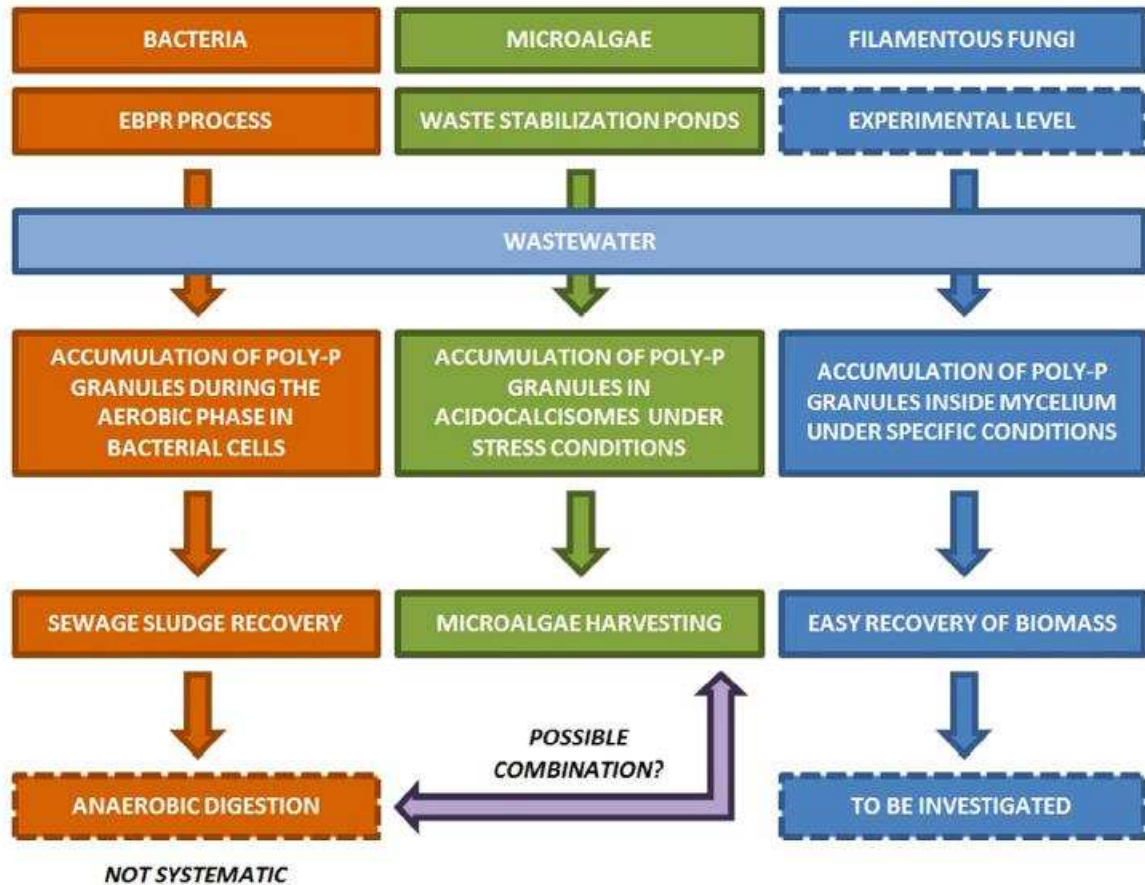 BACTERIA
MICROALGAE
FILAMENTOUS FUNGI
EBPR PROCESS
WASTE STABILIZATION PONDS
EXPERIMENTAL LEVEL
WASTEWATER
ACCUMULATION OF POLY-P
GRANULES DURING THE
AEROBIC PHASE IN
BACTERIAL CELLS
ACCUMULATION OF POLY-P
GRANULES IN
ACIDOCALCISOMES UNDER
STRESS CONDITIONS
ACCUMULATION OF POLY-P
GRANULES INSIDE MYCELIUM
UNDER SPECIFIC CONDITIONS
SEWAGE SLUDGE RECOVERY
MICROALGAE HARVESTING
EASY RECOVERY OF BIOMASS
POSSIBLE
COMBINATION?
ANAEROBIC DIGESTION
TO BE INVESTIGATED
NOT SYSTEMATIC